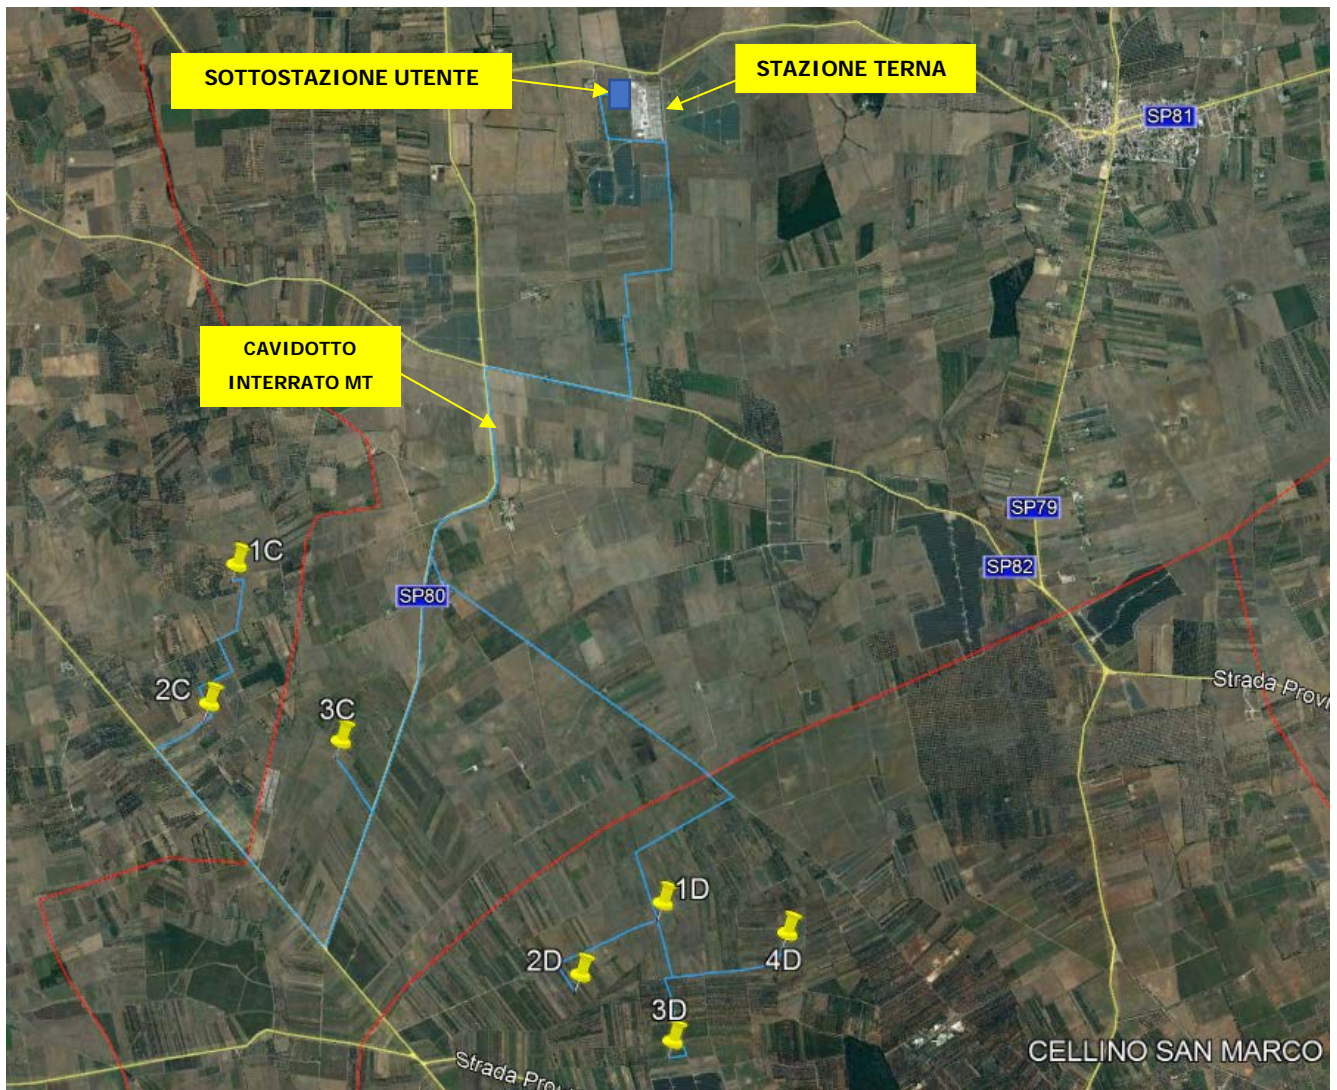 SOTTOSTAZIONE UTENTE
STAZIONE TERNA
SP81
CAVIDOTTO
INTERRATO MT
SP79
1C
SP82
SP80
2C
Strada Provi
3C
1D
2D
4D
3D
CELLINO SAN MARCO
Strada Provi